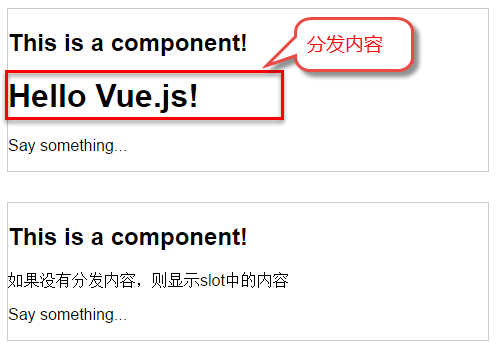 This is a component!
分发内容
Hello Vue.js!
Say something...
This is a component!
如果没有分发内容，则显示slot中的内容
Say something...